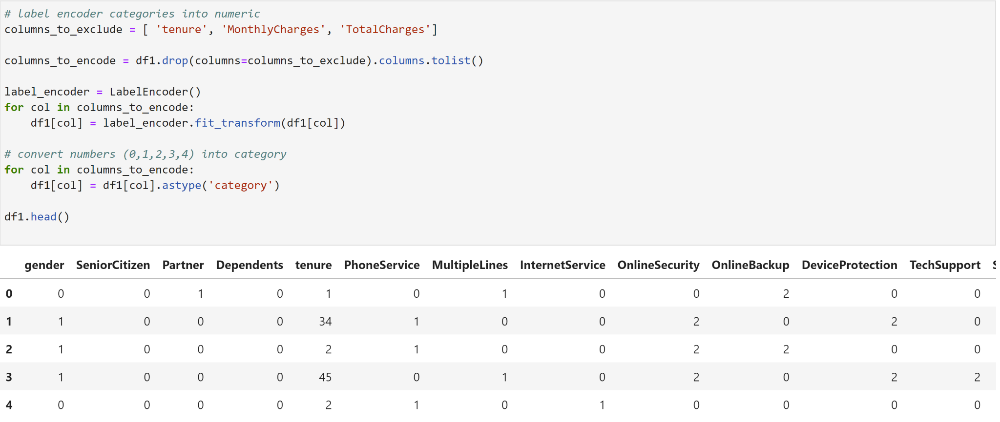 # label encoder categories into numeric
columns_to_exclude = [ 'tenure', 'MonthlyCharges', 'TotalCharges']
columns_to_encode = df1.drop(columns=columns_to_exclude).columns.tolist()
label_encoder = LabelEncoder()
for col in columns_to_encode:
    df1[col] = label_encoder.fit_transform(df1[col])
# convert numbers (0,1,2,3,4) into category
for col in columns_to_encode:
    df1[col] = df1[col].astype('category')
df1.head()
gender SeniorCitizen Partner Dependents tenure PhoneService MultipleLines InternetService OnlineSecurity OnlineBackup DeviceProtection TechSupport
0 0 0 1 0 1 0 1 0 0 2 0 0
1 1 0 0 0 34 1 0 0 2 0 2 0
2 1 0 0 0 2 1 0 0 2 2 0 0
3 1 0 0 0 45 0 1 0 2 0 2 2
4 0 0 0 0 2 1 0 1 0 0 0 0